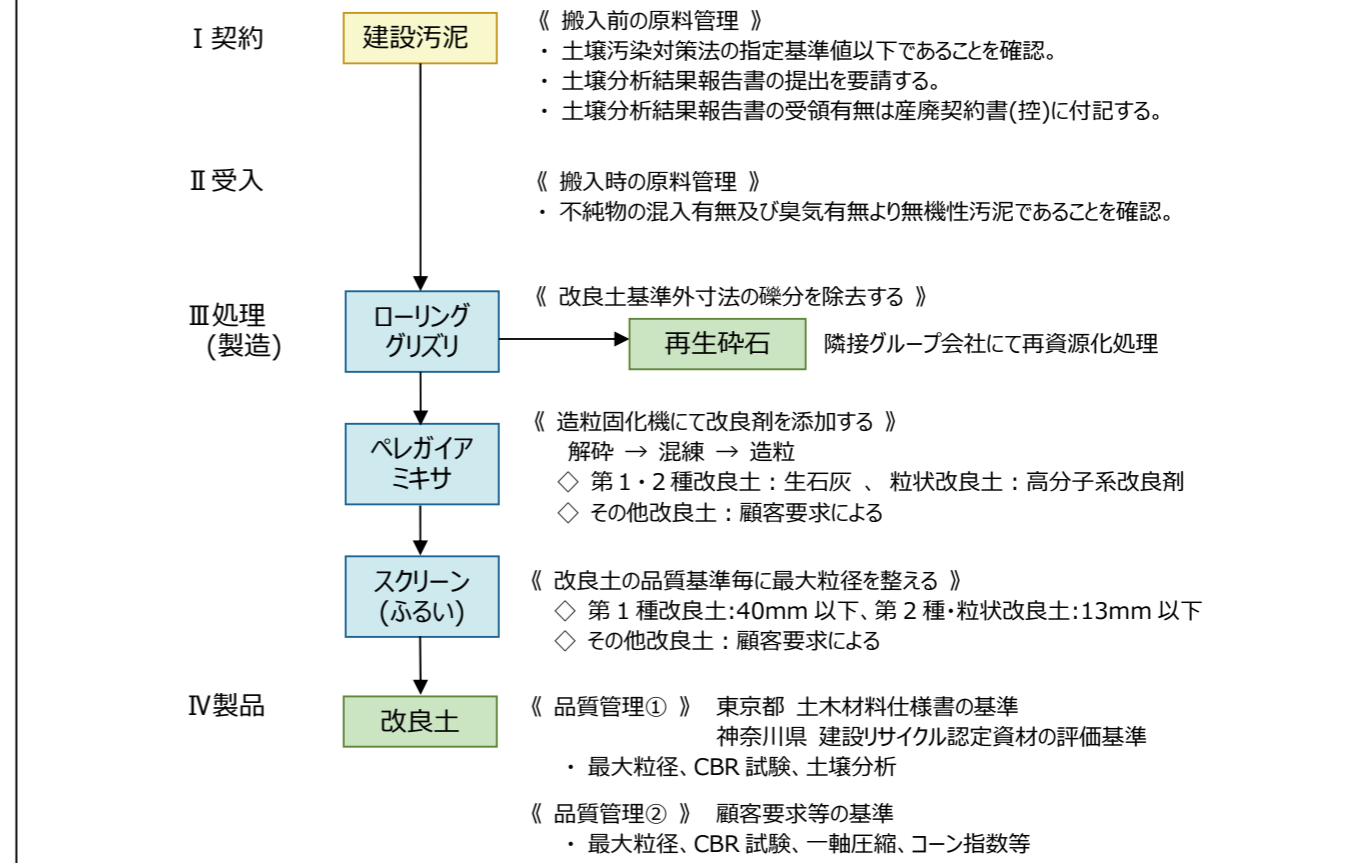 Ⅰ契約
建設汚泥
《 搬入前の原料管理 》
・ 土壌汚染対策法の指定基準値以下であることを確認。
・ 土壌分析結果報告書の提出を要請する。
・ 土壌分析結果報告書の受領有無は産廃契約書(控)に付記する。
Ⅱ受入
《 搬入時の原料管理 》
・ 不純物の混入有無及び臭気有無より無機性汚泥であることを確認。
Ⅲ処理
(製造)
ローリング
グリズリ
《 改良土基準外寸法の礫分を除去する 》
再生砕石
隣接グループ会社にて再資源化処理
ペレガイア
ミキサ
《 造粒固化機にて改良剤を添加する 》
解砕 → 混練 → 造粒
◇ 第1・2種改良土：生石灰 、 粒状改良土：高分子系改良剤
◇ その他改良土：顧客要求による
スクリーン
(ふるい)
《 改良土の品質基準毎に最大粒径を整える 》
◇ 第1種改良土:40mm以下、第2種・粒状改良土:13mm以下
◇ その他改良土：顧客要求による
Ⅳ製品
改良土
《 品質管理① 》 東京都 土木材料仕様書の基準
神奈川県 建設リサイクル認定資材の評価基準
・ 最大粒径、CBR試験、土壌分析
《 品質管理② 》 顧客要求等の基準
・ 最大粒径、CBR試験、一軸圧縮、コーン指数等